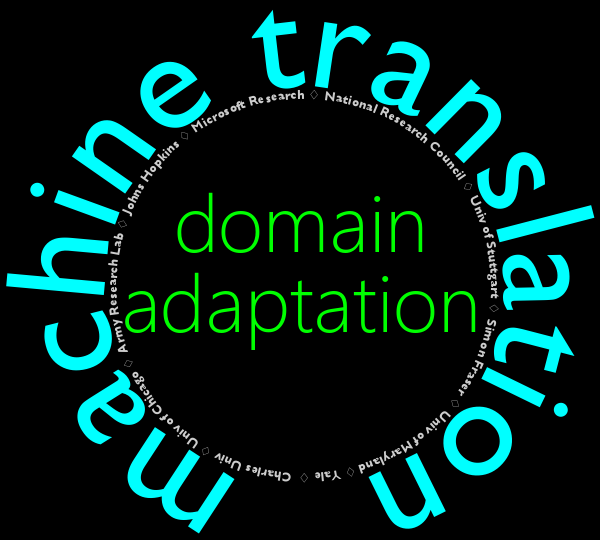 machine translation
National Research Council ◇ Univ of Stuttgart ◇ Simon Fraser ◇ Univ of Maryland ◇ Yale ◇ Charles Univ ◇ Univ of Chicago ◇ Army Research Lab ◇ Johns Hopkins ◇ Microsoft Research ◇
domain
adaptation